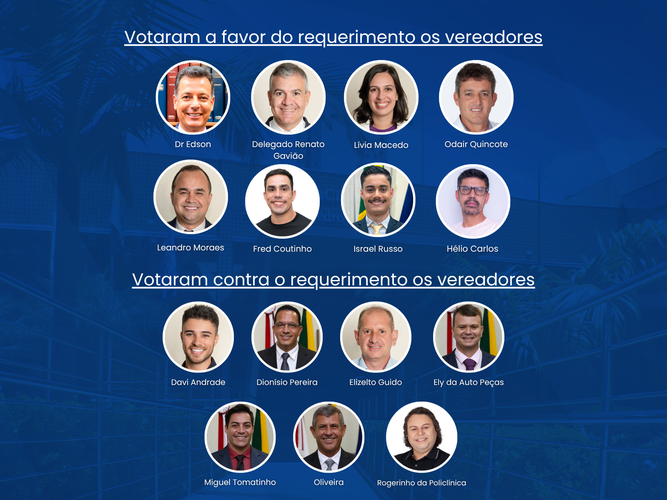 Votaram a favor do requerimento os vereadores
Dr Edson
Delegado Renato
Gavião
Lívia Macedo
Odair Quincote
Leandro Moraes
Fred Coutinho
Israel Russo
Hélio Carlos
Votaram contra o requerimento os vereadores
Davi Andrade
Dionísio Pereira
Elizelto Guido
Ely da Auto Peças
Miguel Tomatinho
Oliveira
Rogerinho da Policlínica